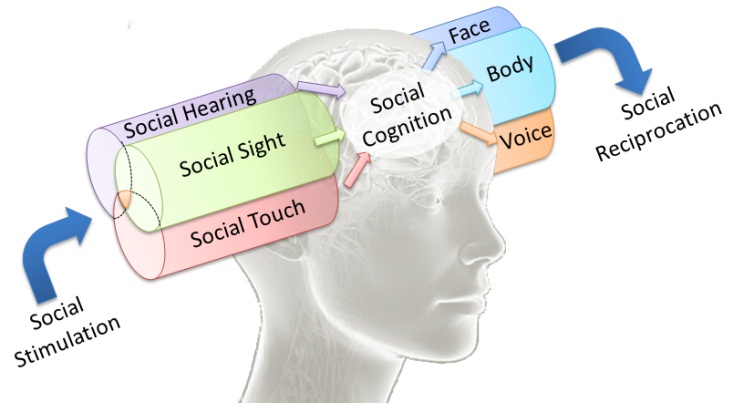 Face
Social Hearing
Body
Social
Cognition
Social Sight
Voice
Social
Reciprocation
Social Touch
Social
Stimulation